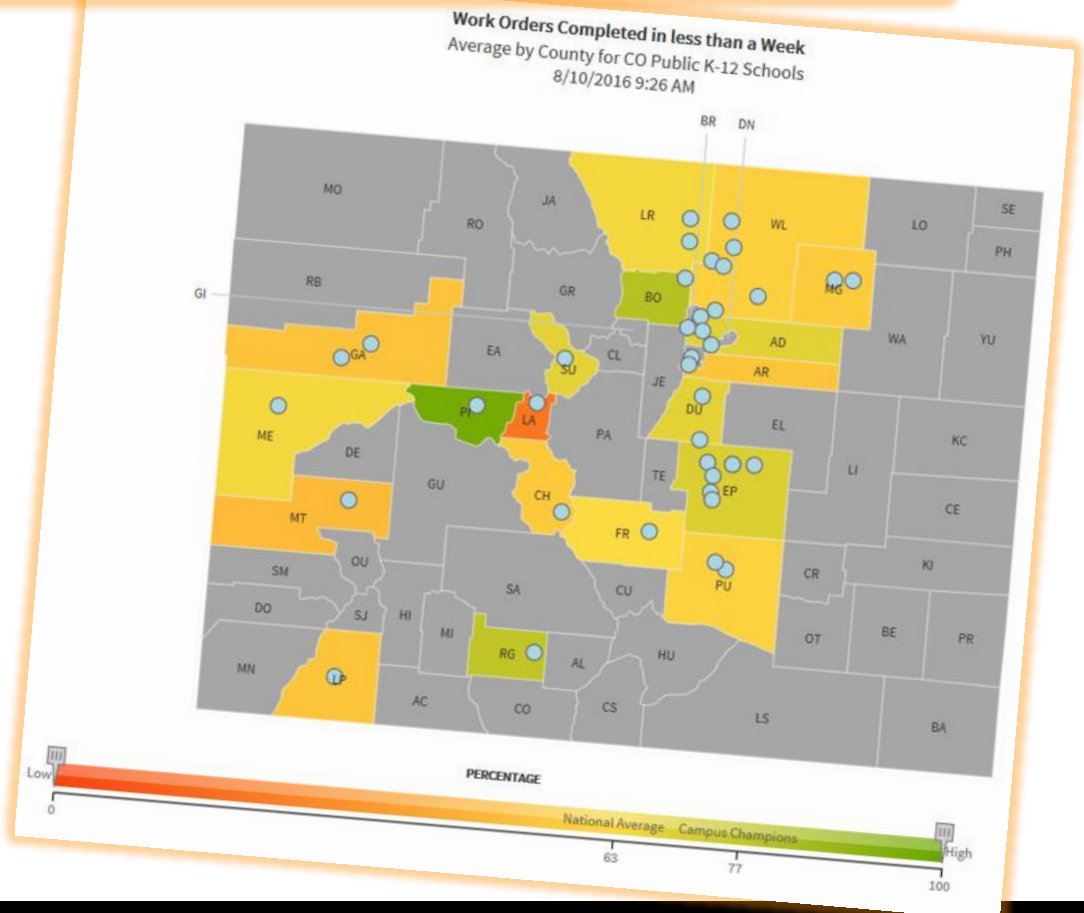 Work Orders Completed in less than a Week
Average by County for CO Public K-12 Schools
8/10/2016 9:26 AM
BR DN
MO
RO
JA
LR
WL
LO
SE
PH
GI
RB
GR
BO
MG
WA
YU
GA
EA
SU
CL
JE
AD
AR
ME
PI
LA
PA
DU
EL
KC
DE
GU
CH
TE
EP
LI
CE
MT
FR
OU
SM
SA
CU
PU
CR
KI
DO
SJ
HI
MI
RG
AL
HU
OT
BE
PR
MN
LP
AC
CO
CS
LS
BA
PERCENTAGE
Low
National Average Campus Champions
High
0
63
77
100